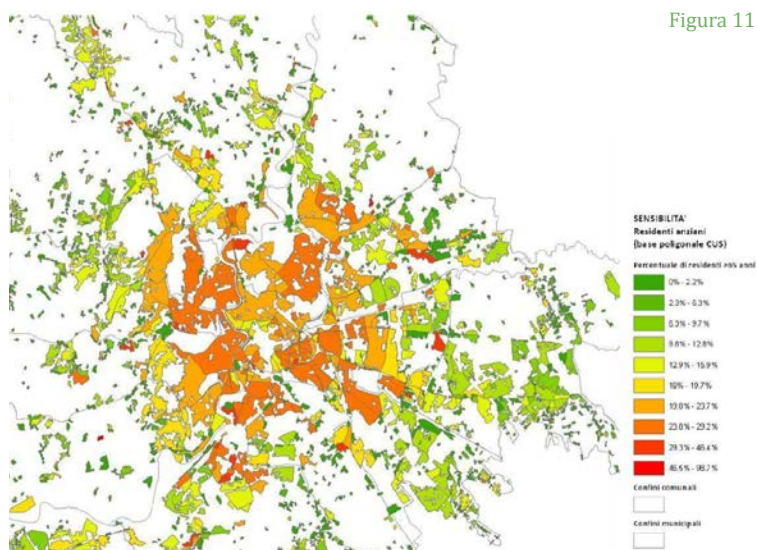 Figura 11
SENSIBILITA'
Residenti anziani
(base poligonale CUS)
Percentuale di residenti >65 anni
0% - 2.2%
2.3% - 6.3%
6.3% - 9.7%
9.8% - 12.8%
12.9% - 15.9%
16% - 19.7%
19.8% - 23.7%
23.8% - 29.2%
29.3% - 46.4%
46.5% - 98.7%
Confini comunali
Confini municipali